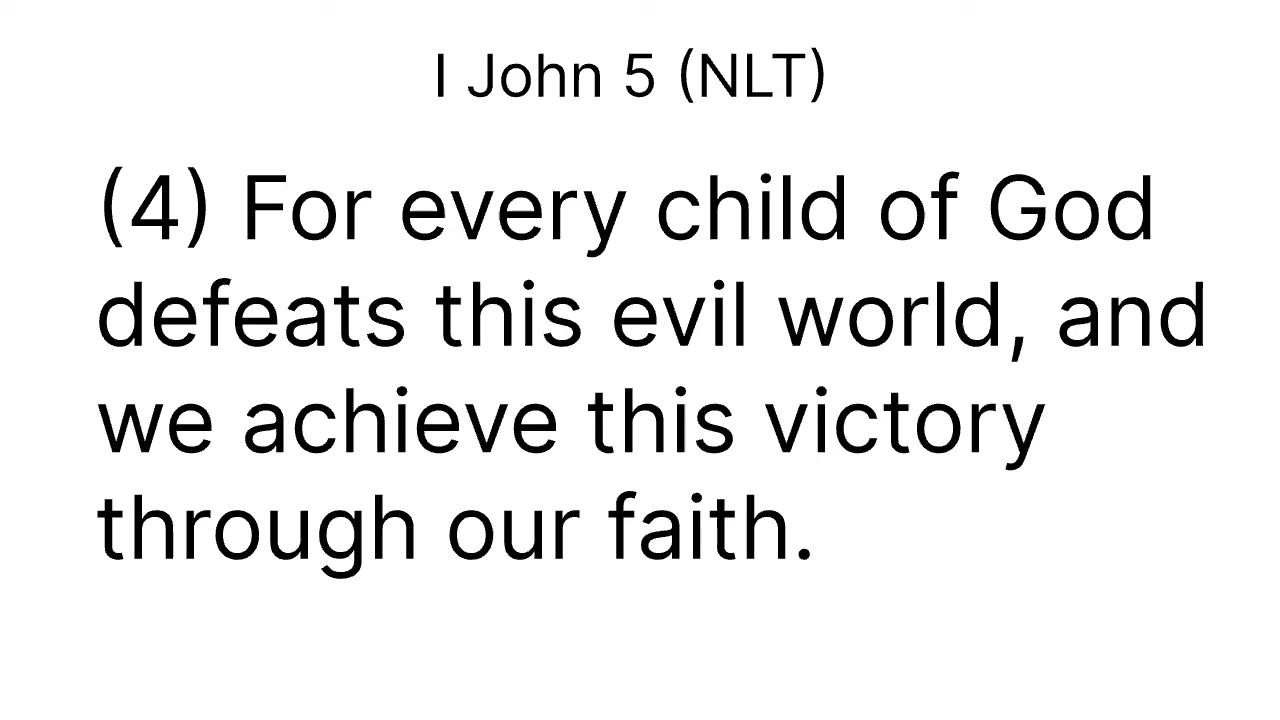 I John 5 (NLT)
(4) For every child of God
defeats this evil world, and
we achieve this victory
through our faith.